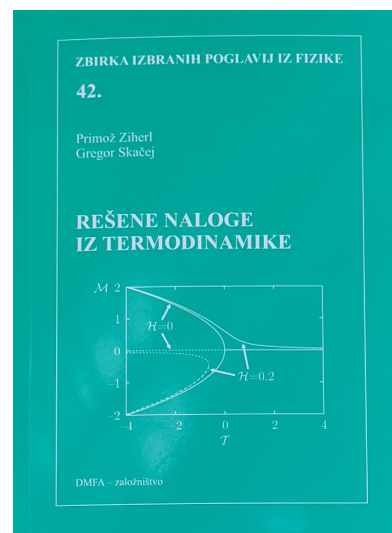 ZBIRKA IZBRANIH POGLAVIJ IZ FIZIKE
42.
Primož Ziherl
Gregor Skačej
REŠENE NALOGE
IZ TERMODINAMIKE
M 2
1
H=0
0
H=0.2
−1
−2
−4 −2 0 2 4
T
DMFA – založništvo